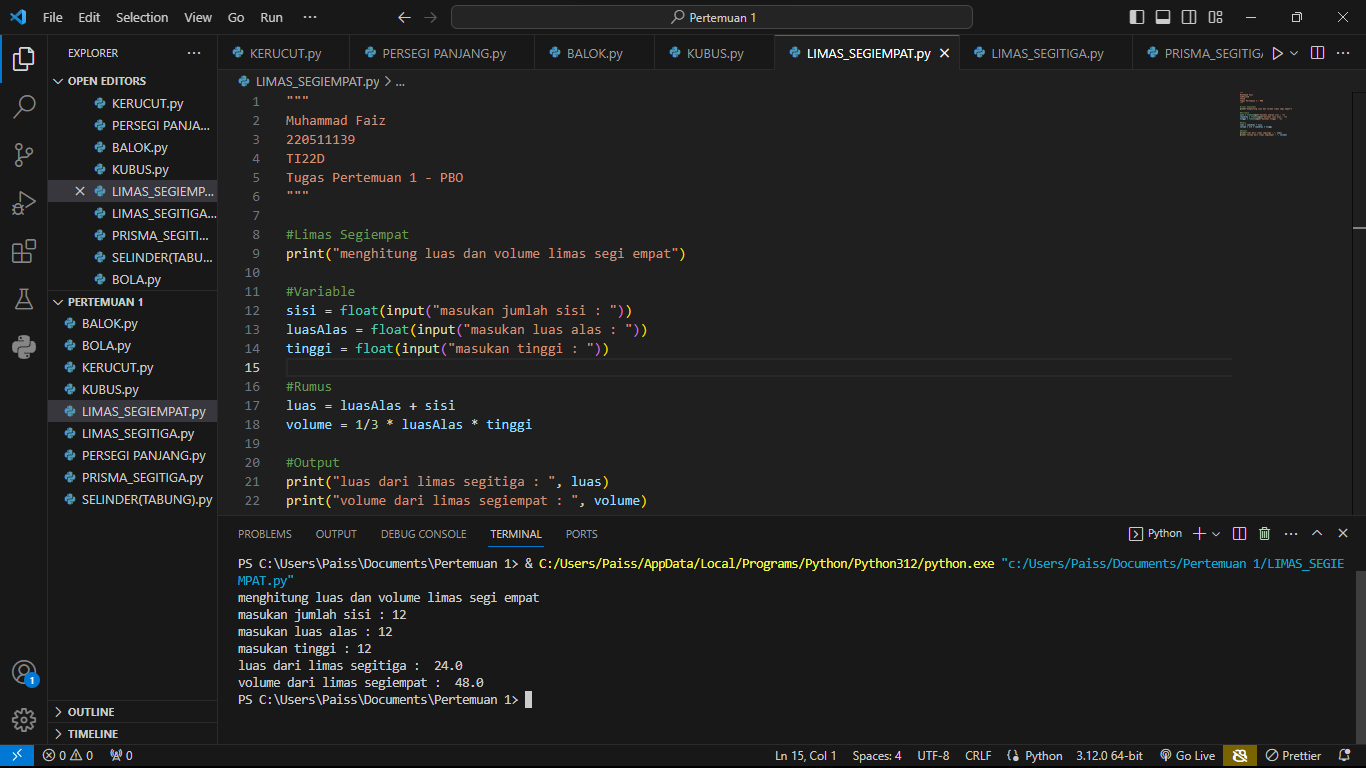 File Edit Selection View Go Run ···
Pertemuan 1
EXPLORER ···
OPEN EDITORS
KERUCUT.py
PERSEGI PANJA...
BALOK.py
KUBUS.py
LIMAS_SEGIEMP...
LIMAS_SEGITIGA...
PRISMA_SEGITI...
SELINDER(TABU...
BOLA.py
PERTEMUAN 1
BALOK.py
BOLA.py
KERUCUT.py
KUBUS.py
LIMAS_SEGIEMPAT.py
LIMAS_SEGITIGA.py
PERSEGI PANJANG.py
PRISMA_SEGITIGA.py
SELINDER(TABUNG).py
OUTLINE
TIMELINE
KERUCUT.py PERSEGI PANJANG.py BALOK.py KUBUS.py LIMAS_SEGIEMPAT.py LIMAS_SEGITIGA.py PRISMA_SEGITIGA
LIMAS_SEGIEMPAT.py > ...
1 """
2 Muhammad Faiz
3 220511139
4 TI22D
5 Tugas Pertemuan 1 - PBO
6 """
7
8 #Limas Segiempat
9 print("menghitung luas dan volume limas segi empat")
10
11 #Variable
12 sisi = float(input("masukan jumlah sisi : "))
13 luasAlas = float(input("masukan luas alas : "))
14 tinggi = float(input("masukan tinggi : "))
15
16 #Rumus
17 luas = luasAlas + sisi
18 volume = 1/3 * luasAlas * tinggi
19
20 #Output
21 print("luas dari limas segitiga : ", luas)
22 print("volume dari limas segiempat : ", volume)
PROBLEMS OUTPUT DEBUG CONSOLE TERMINAL PORTS
Python
PS C:\Users\Paiss\Documents\Pertemuan 1> & C:/Users/Paiss/AppData/Local/Programs/Python/Python312/python.exe "c:/Users/Paiss/Documents/Pertemuan 1/LIMAS_SEGIE
MPAT.py"
menghitung luas dan volume limas segi empat
masukan jumlah sisi : 12
masukan luas alas : 12
masukan tinggi : 12
luas dari limas segitiga :  24.0
volume dari limas segiempat :  48.0
PS C:\Users\Paiss\Documents\Pertemuan 1>
1
0 0 0 Ln 15, Col 1 Spaces: 4 UTF-8 CRLF Python 3.12.0 64-bit Go Live Prettier